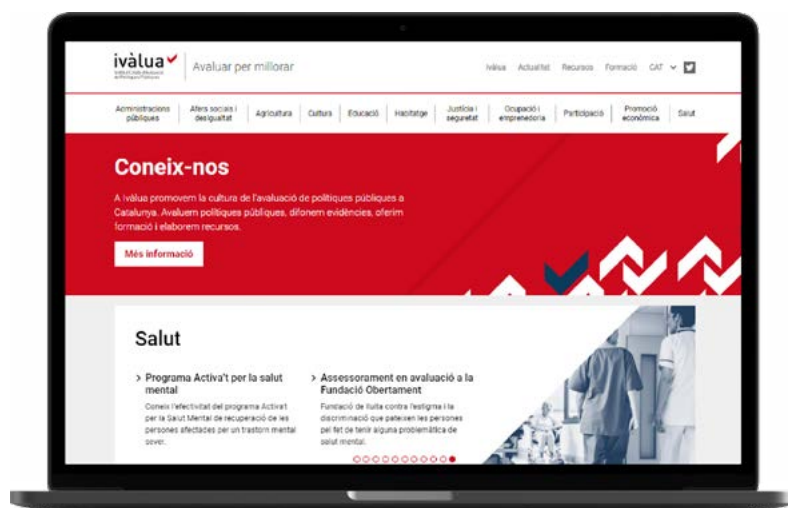 ivàlua
Avaluar per millorar
Ivàlua Actualitat Recursos Formació CAT
Administracions públiques
Afers socials i desigualtat
Agricultura
Cultura
Educació
Habitatge
Justícia i seguretat
Ocupació i emprenedoria
Participació
Promoció econòmica
Salut
Coneix-nos
A Ivàlua promovem la cultura de l'avaluació de polítiques públiques a
Catalunya. Avaluem polítiques públiques, difonem evidències, oferim
formació i elaborem recursos.
Més informació
Salut
Programa Activa't per la salut
mental
Coneix l'efectivitat del programa Activa't
per la Salut Mental de recuperació de les
persones afectades per un trastorn mental
sever.
Assessorament en avaluació a la
Fundació Obertament
Fundació de lluita contra l'estigma i la
discriminació que pateixen les persones
pel fet de tenir alguna problemàtica de
salut mental.